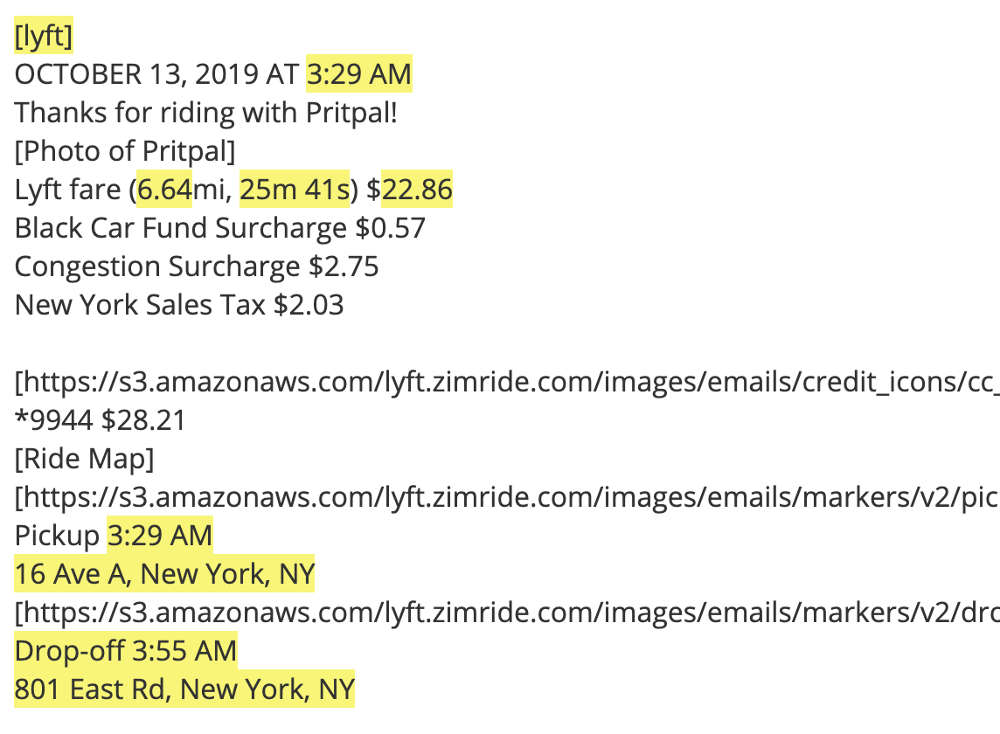 [lyft]
OCTOBER 13, 2019 AT 3:29 AM
Thanks for riding with Pritpal!
[Photo of Pritpal]
Lyft fare (6.64mi, 25m 41s) $22.86
Black Car Fund Surcharge $0.57
Congestion Surcharge $2.75
New York Sales Tax $2.03
[https://s3.amazonaws.com/lyft.zimride.com/images/emails/credit_icons/cc_
*9944 $28.21
[Ride Map]
[https://s3.amazonaws.com/lyft.zimride.com/images/emails/markers/v2/pic
Pickup 3:29 AM
16 Ave A, New York, NY
[https://s3.amazonaws.com/lyft.zimride.com/images/emails/markers/v2/dro
Drop-off 3:55 AM
801 East Rd, New York, NY